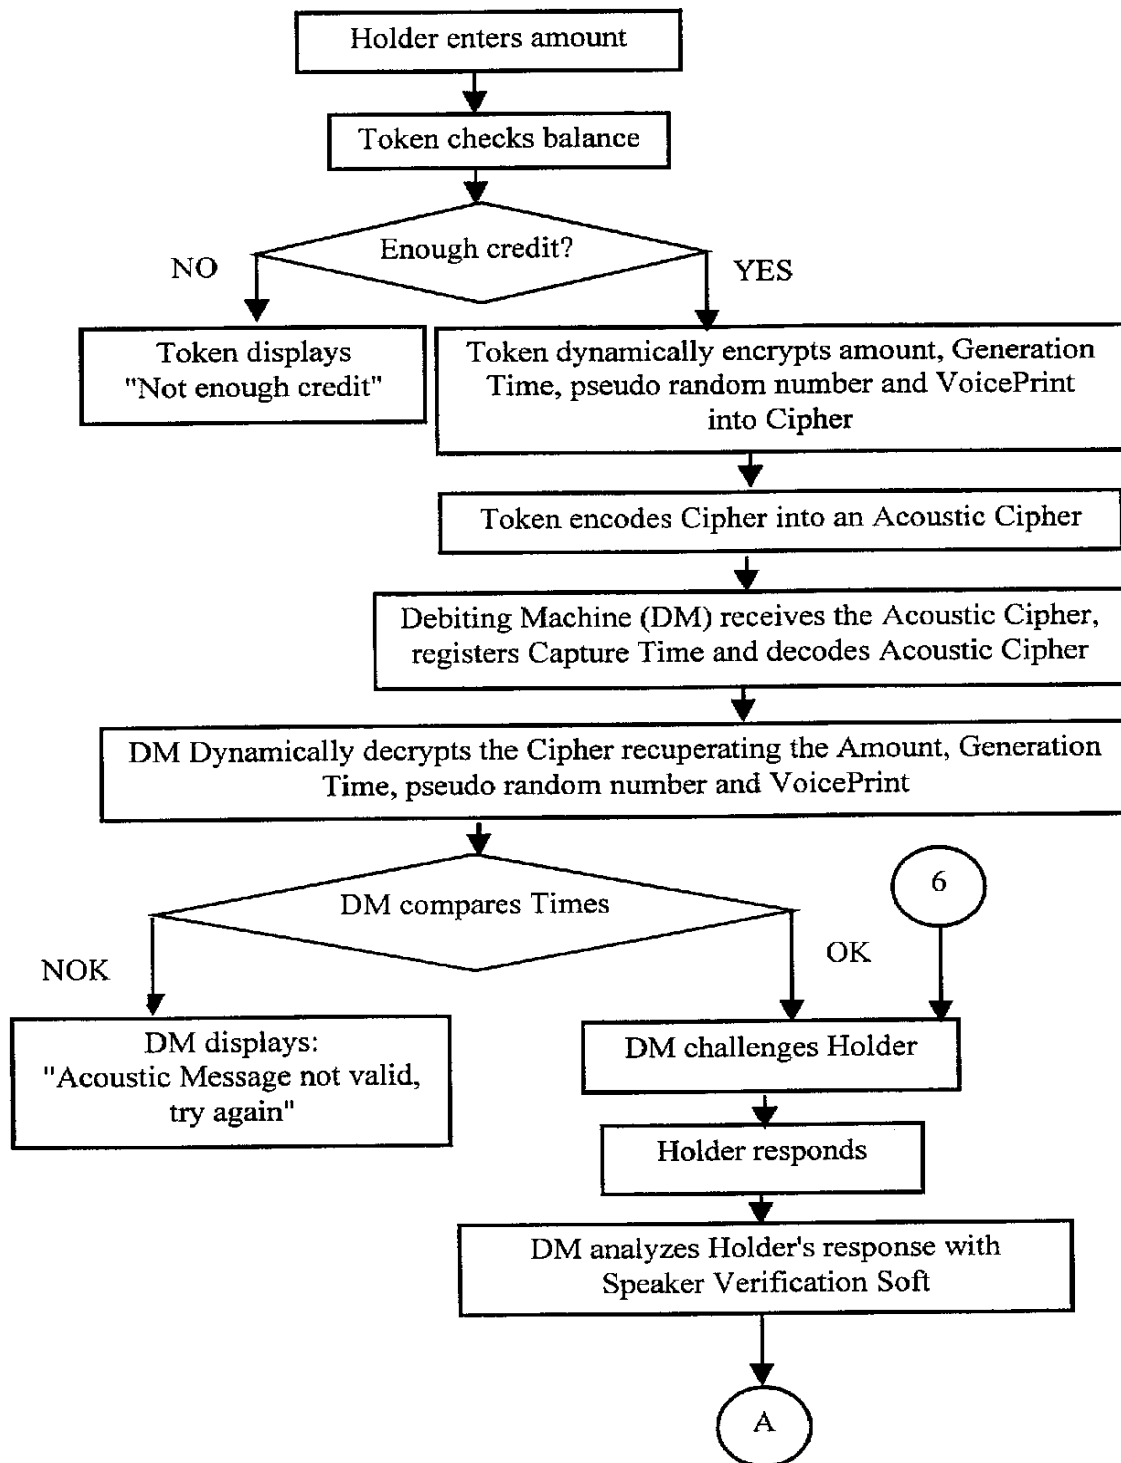 Holder enters amount
Token checks balance
Enough credit?
NO
YES
Token displays
"Not enough credit"
Token dynamically encrypts amount, Generation
Time, pseudo random number and VoicePrint
into Cipher
Token encodes Cipher into an Acoustic Cipher
Debiting Machine (DM) receives the Acoustic Cipher,
registers Capture Time and decodes Acoustic Cipher
DM Dynamically decrypts the Cipher recuperating the Amount, Generation
Time, pseudo random number and VoicePrint
6
DM compares Times
NOK
OK
DM displays:
"Acoustic Message not valid,
try again"
DM challenges Holder
Holder responds
DM analyzes Holder's response with
Speaker Verification Soft
A